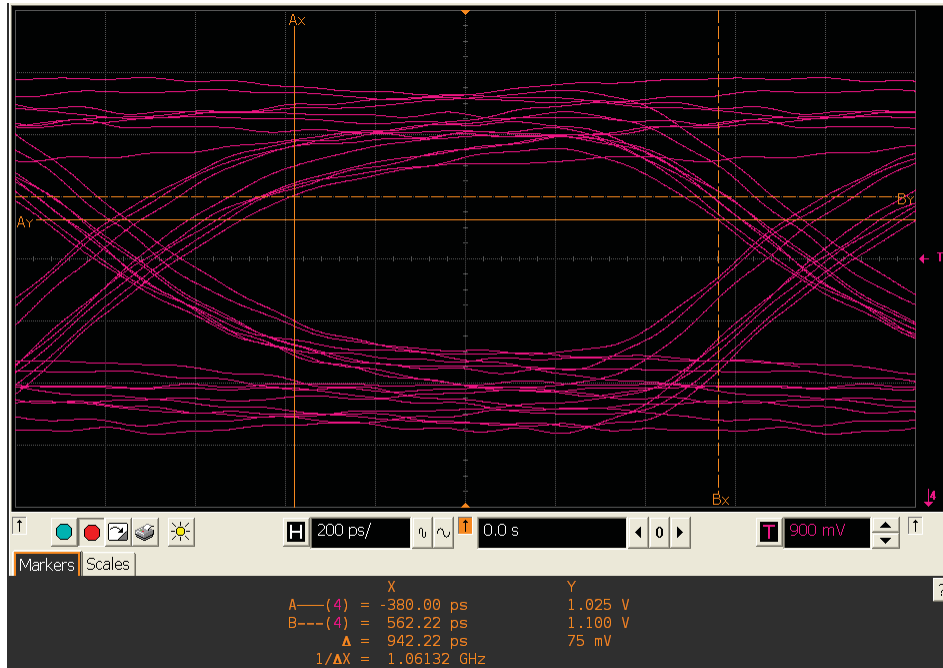 Ax
AY
BY
T
Bx
4
H 200 ps/ 0.0 s 0 T 900 mV
Markers Scales
X Y
A───(4) = -380.00 ps 1.025 V
B---(4) = 562.22 ps 1.100 V
Δ = 942.22 ps 75 mV
1/ΔX = 1.06132 GHz
?